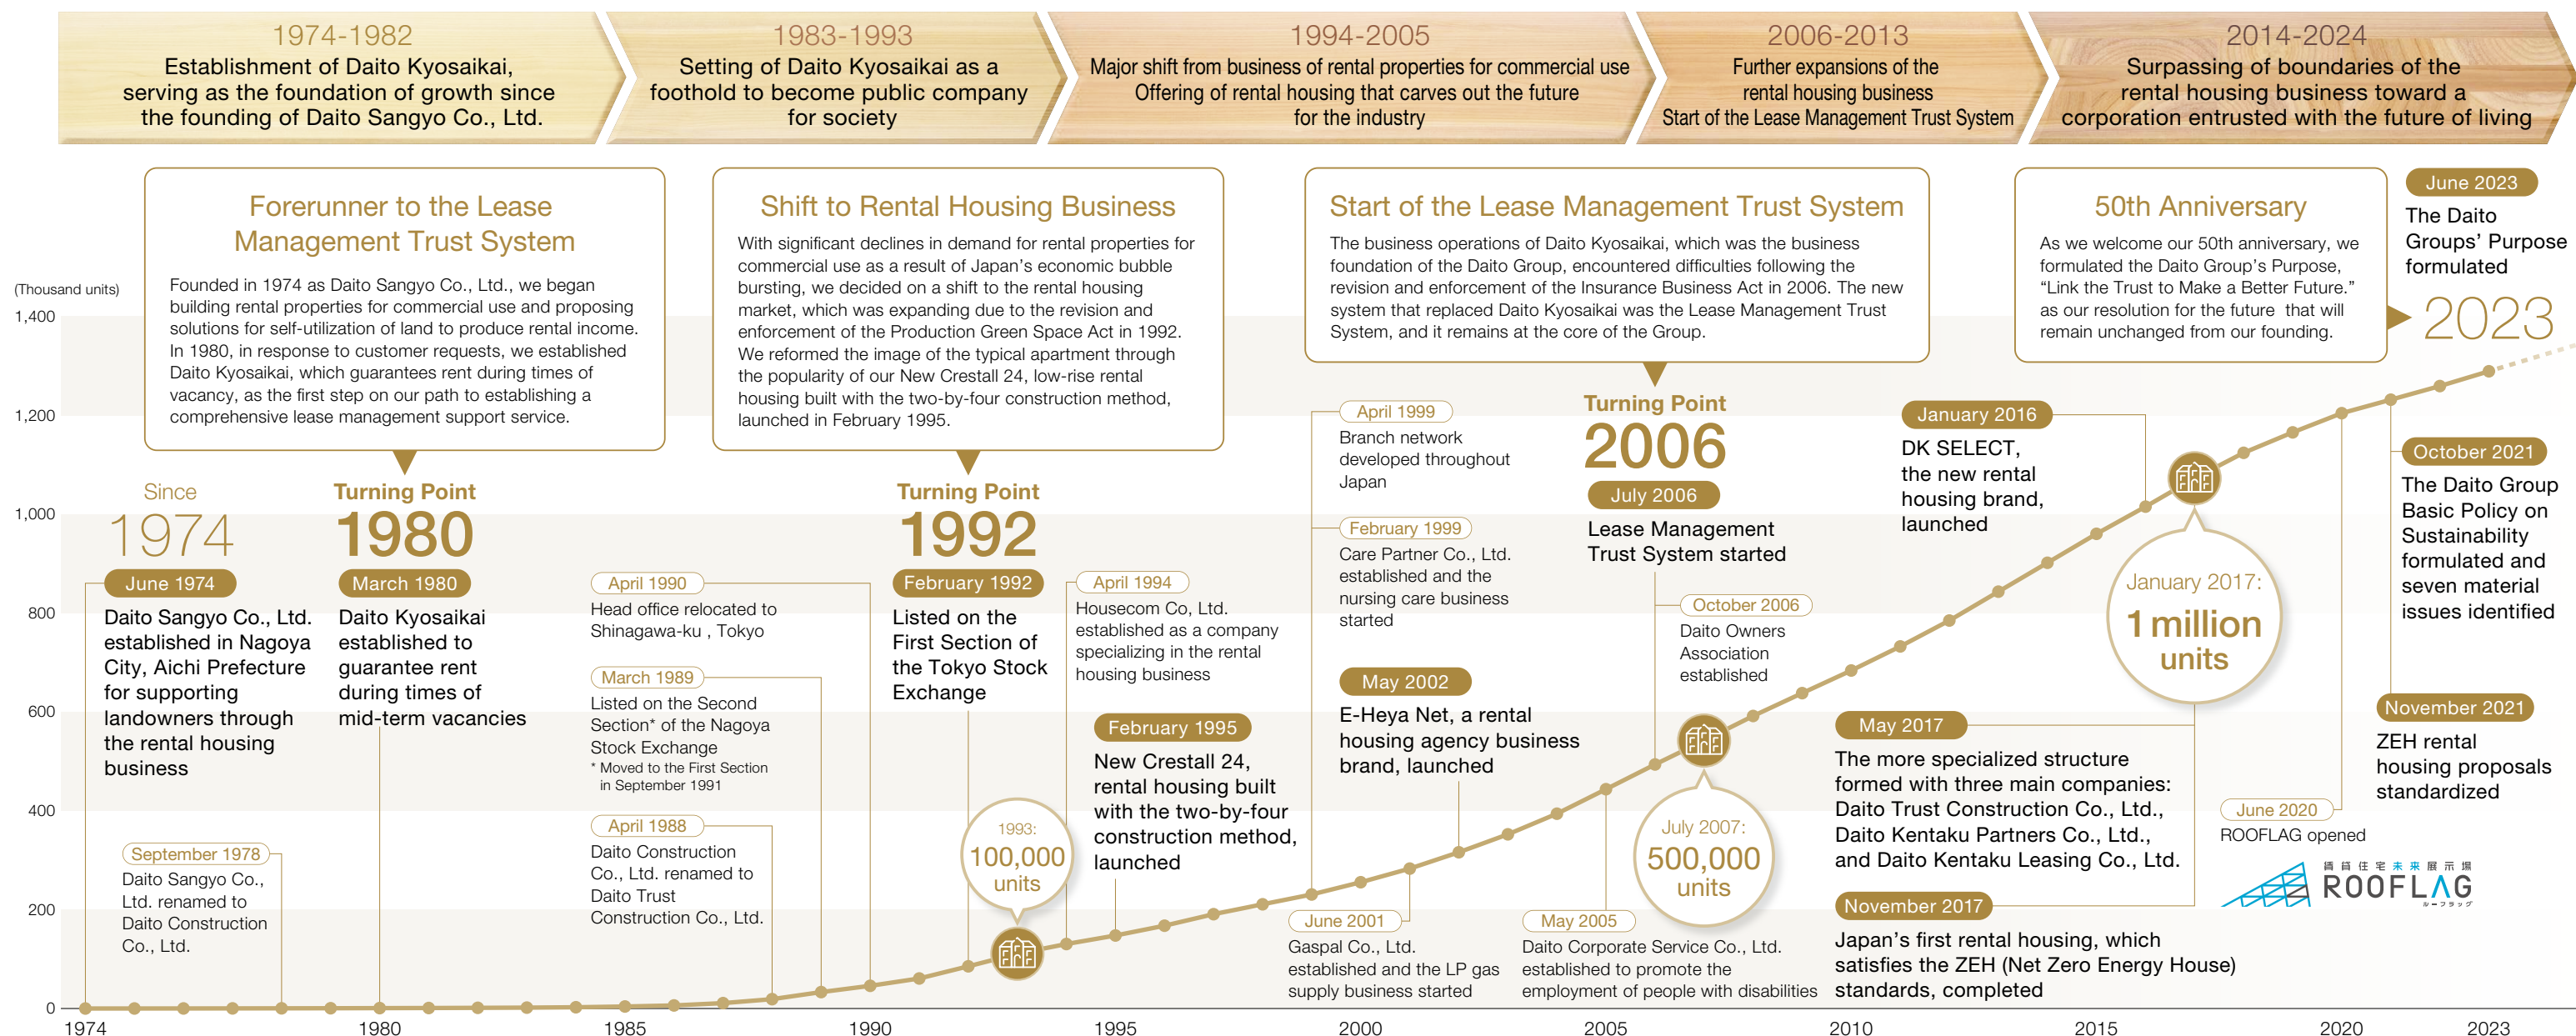 1974-1982
Establishment of Daito Kyosaikai,
serving as the foundation of growth since
the founding of Daito Sangyo Co., Ltd.
1983-1993
Setting of Daito Kyosaikai as a
foothold to become public company
for society
1994-2005
Major shift from business of rental properties for commercial use
Offering of rental housing that carves out the future
for the industry
2006-2013
Further expansions of the
rental housing business
Start of the Lease Management Trust System
2014-2024
Surpassing of boundaries of the
rental housing business toward a
corporation entrusted with the future of living
Forerunner to the Lease
Management Trust System
Founded in 1974 as Daito Sangyo Co., Ltd., we began
building rental properties for commercial use and proposing
solutions for self-utilization of land to produce rental income.
In 1980, in response to customer requests, we established
Daito Kyosaikai, which guarantees rent during times of
vacancy, as the first step on our path to establishing a
comprehensive lease management support service.
Shift to Rental Housing Business
With significant declines in demand for rental properties for
commercial use as a result of Japan's economic bubble
bursting, we decided on a shift to the rental housing
market, which was expanding due to the revision and
enforcement of the Production Green Space Act in 1992.
We reformed the image of the typical apartment through
the popularity of our New Crestall 24, low-rise rental
housing built with the two-by-four construction method,
launched in February 1995.
Start of the Lease Management Trust System
The business operations of Daito Kyosaikai, which was the business
foundation of the Daito Group, encountered difficulties following the
revision and enforcement of the Insurance Business Act in 2006. The new
system that replaced Daito Kyosaikai was the Lease Management Trust
System, and it remains at the core of the Group.
50th Anniversary
As we welcome our 50th anniversary, we
formulated the Daito Group's Purpose,
“Link the Trust to Make a Better Future.”
as our resolution for the future that will
remain unchanged from our founding.
June 2023
The Daito
Groups’ Purpose
formulated
2023
(Thousand units)
1,400
1,200
1,000
800
600
400
200
0
Since
1974
June 1974
Daito Sangyo Co., Ltd.
established in Nagoya
City, Aichi Prefecture
for supporting
landowners through
the rental housing
business
September 1978
Daito Sangyo Co.,
Ltd. renamed to
Daito Construction
Co., Ltd.
Turning Point
1980
March 1980
Daito Kyosaikai
established to
guarantee rent
during times of
mid-term vacancies
April 1990
Head office relocated to
Shinagawa-ku , Tokyo
March 1989
Listed on the Second
Section* of the Nagoya
Stock Exchange
* Moved to the First Section
in September 1991
April 1988
Daito Construction
Co., Ltd. renamed to
Daito Trust
Construction Co., Ltd.
Turning Point
1992
February 1992
Listed on the
First Section of
the Tokyo Stock
Exchange
1993:
100,000
units
April 1994
Housecom Co, Ltd.
established as a company
specializing in the rental
housing business
February 1995
New Crestall 24,
rental housing built
with the two-by-four
construction method,
launched
April 1999
Branch network
developed throughout
Japan
February 1999
Care Partner Co., Ltd.
established and the
nursing care business
started
May 2002
E-Heya Net, a rental
housing agency business
brand, launched
June 2001
Gaspal Co., Ltd.
established and the LP gas
supply business started
Turning Point
2006
July 2006
Lease Management
Trust System started
October 2006
Daito Owners
Association
established
July 2007:
500,000
units
May 2005
Daito Corporate Service Co., Ltd.
established to promote the
employment of people with disabilities
January 2016
DK SELECT,
the new rental
housing brand,
launched
January 2017:
1 million
units
May 2017
The more specialized structure
formed with three main companies:
Daito Trust Construction Co., Ltd.,
Daito Kentaku Partners Co., Ltd.,
and Daito Kentaku Leasing Co., Ltd.
November 2017
Japan’s first rental housing, which
satisfies the ZEH (Net Zero Energy House)
standards, completed
October 2021
The Daito Group
Basic Policy on
Sustainability
formulated and
seven material
issues identified
November 2021
ZEH rental
housing proposals
standardized
June 2020
ROOFLAG opened
賃貸住宅未来展示場
ROOFLAG
ルーフラッグ
1974
1980
1985
1990
1995
2000
2005
2010
2015
2020
2023